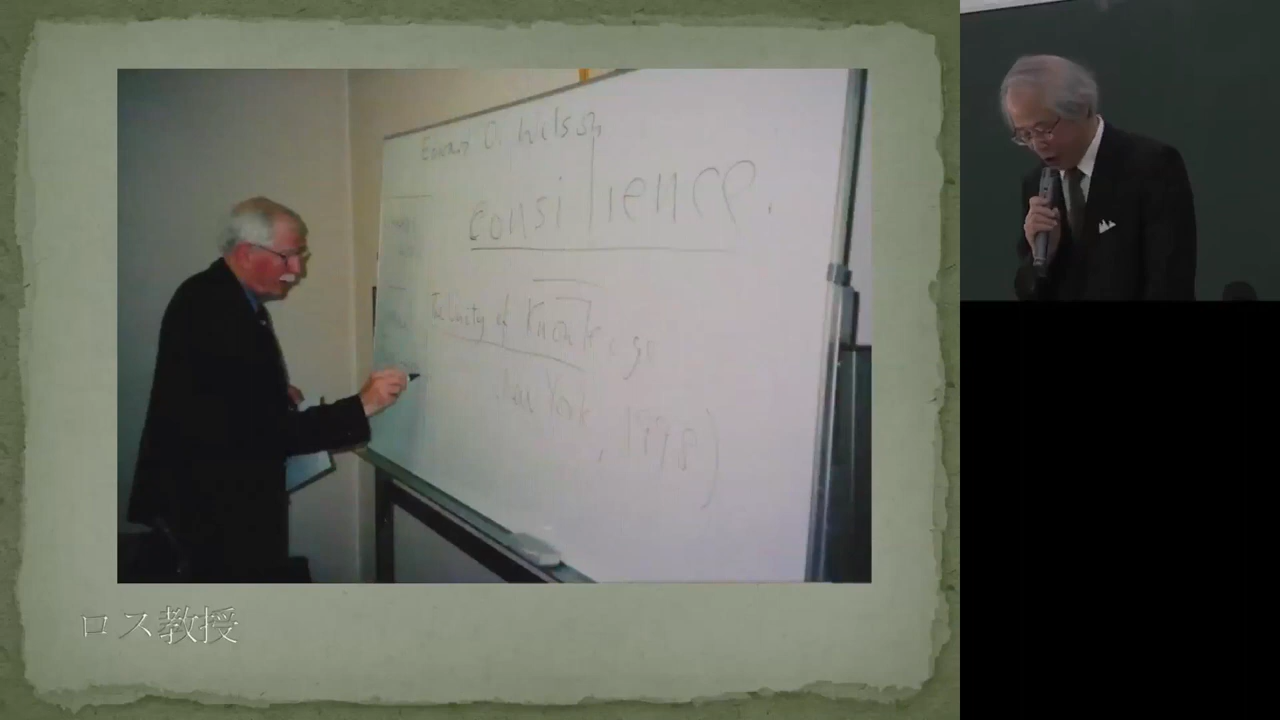 Edward O. Wilson
consilience.
The Unity of Knowledge
New York, 1998)
ロス教授